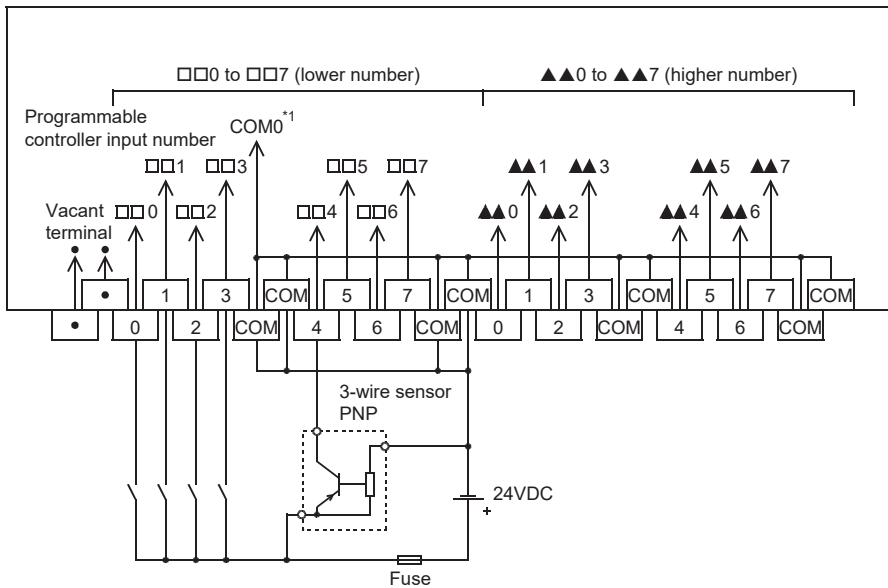 □□0 to □□7 (lower number)
▲▲0 to ▲▲7 (higher number)
Programmable
controller input number
COM0*1
□□1
□□3
□□5
□□7
▲▲1
▲▲3
▲▲5
▲▲7
Vacant
terminal
□□0
□□2
□□4
□□6
▲▲0
▲▲2
▲▲4
▲▲6
1
3
COM
5
7
COM
1
3
COM
5
7
COM
0
2
COM
4
6
COM
0
2
COM
4
6
COM
3-wire sensor
PNP
24VDC
+
Fuse